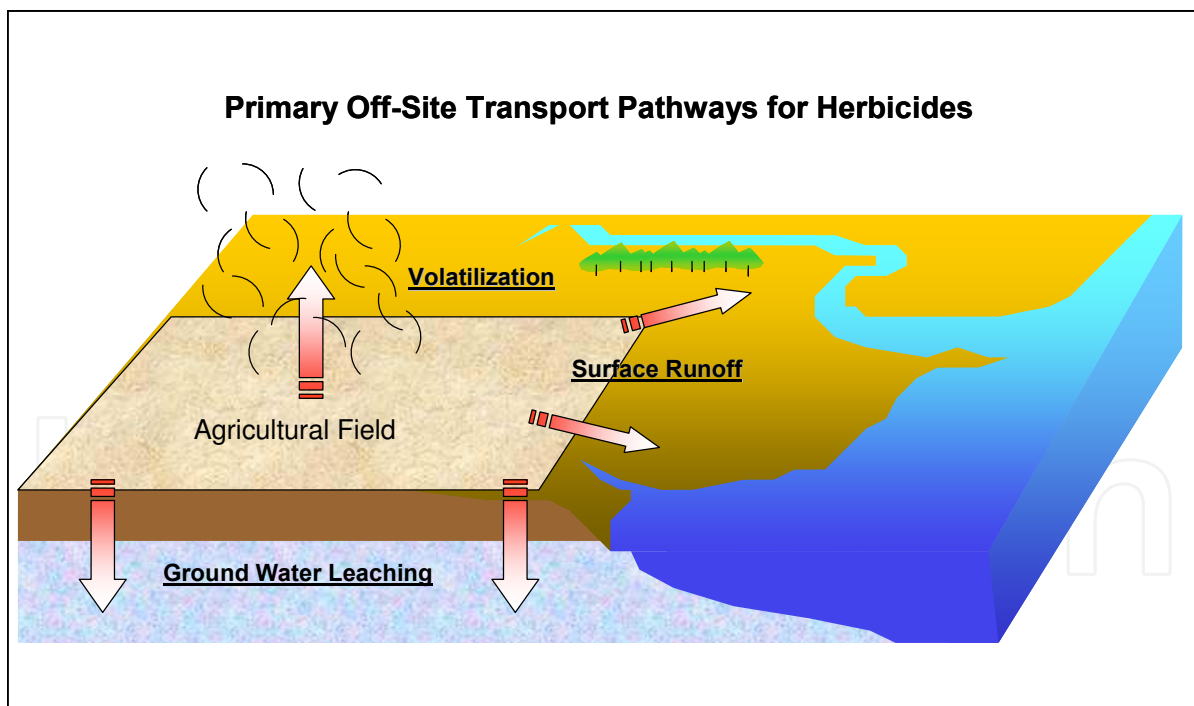 Primary Off-Site Transport Pathways for Herbicides
Volatilization
Surface Runoff
Agricultural Field
Ground Water Leaching